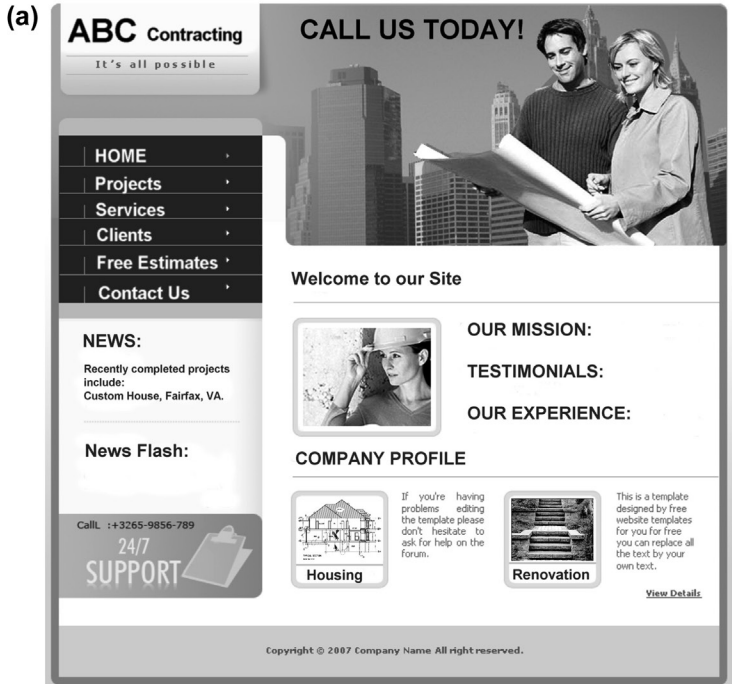 (a)
ABC Contracting
It's all possible
CALL US TODAY!
HOME
Projects
Services
Clients
Free Estimates
Contact Us
NEWS:
Recently completed projects
include:
Custom House, Fairfax, VA.
News Flash:
CallL :+3265-9856-789
24/7
SUPPORT
Welcome to our Site
OUR MISSION:
TESTIMONIALS:
OUR EXPERIENCE:
COMPANY PROFILE
Housing
If you're having
problems editing
the template please
don't hesitate to
ask for help on the
forum.
Renovation
This is a template
designed by free
website templates
for you for free
you can replace all
the text by your
own text.
View Details
Copyright © 2007 Company Name All right reserved.